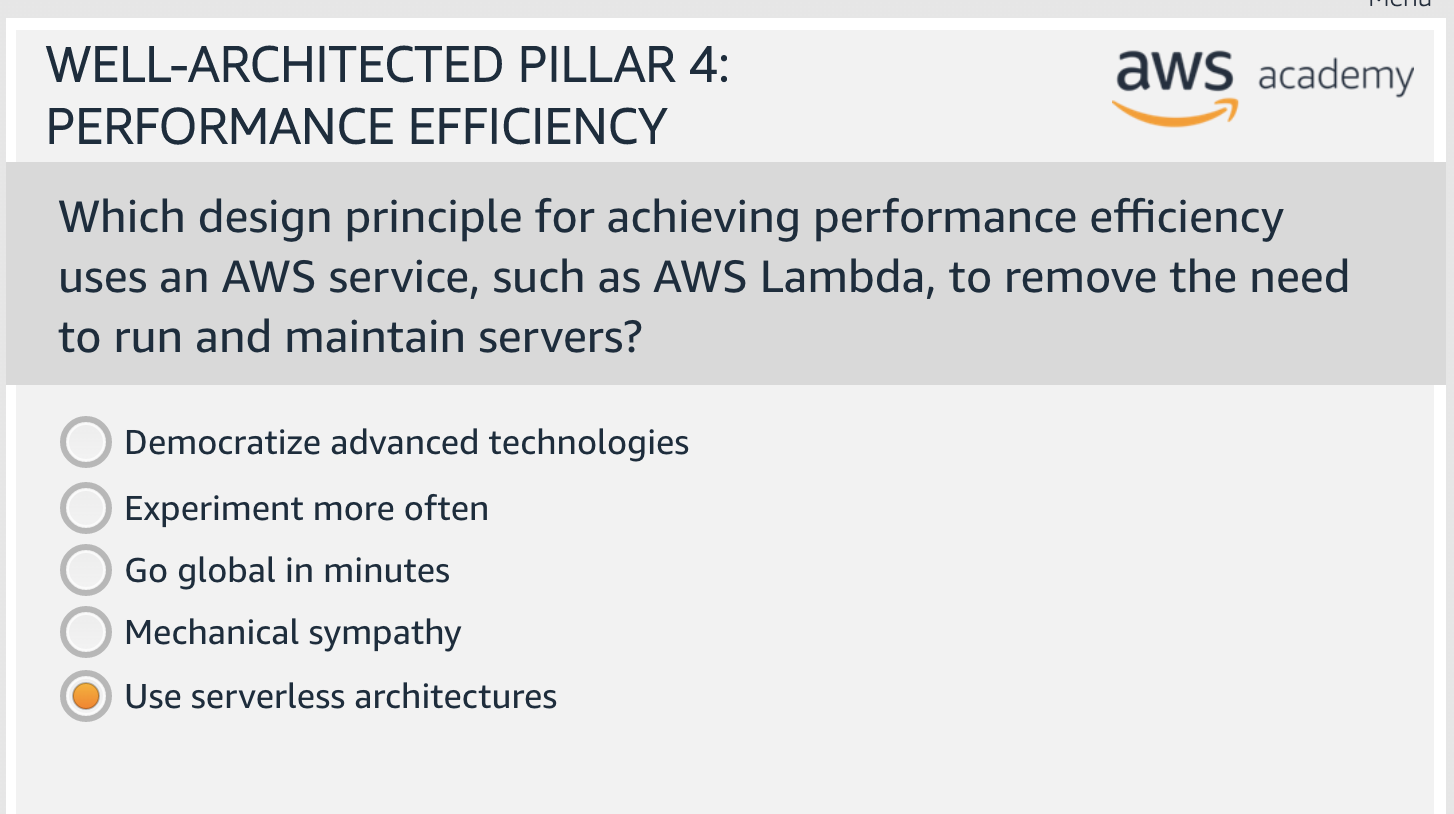 Menu
WELL-ARCHITECTED PILLAR 4:
PERFORMANCE EFFICIENCY
aws academy
Which design principle for achieving performance efficiency
uses an AWS service, such as AWS Lambda, to remove the need
to run and maintain servers?
Democratize advanced technologies
Experiment more often
Go global in minutes
Mechanical sympathy
Use serverless architectures